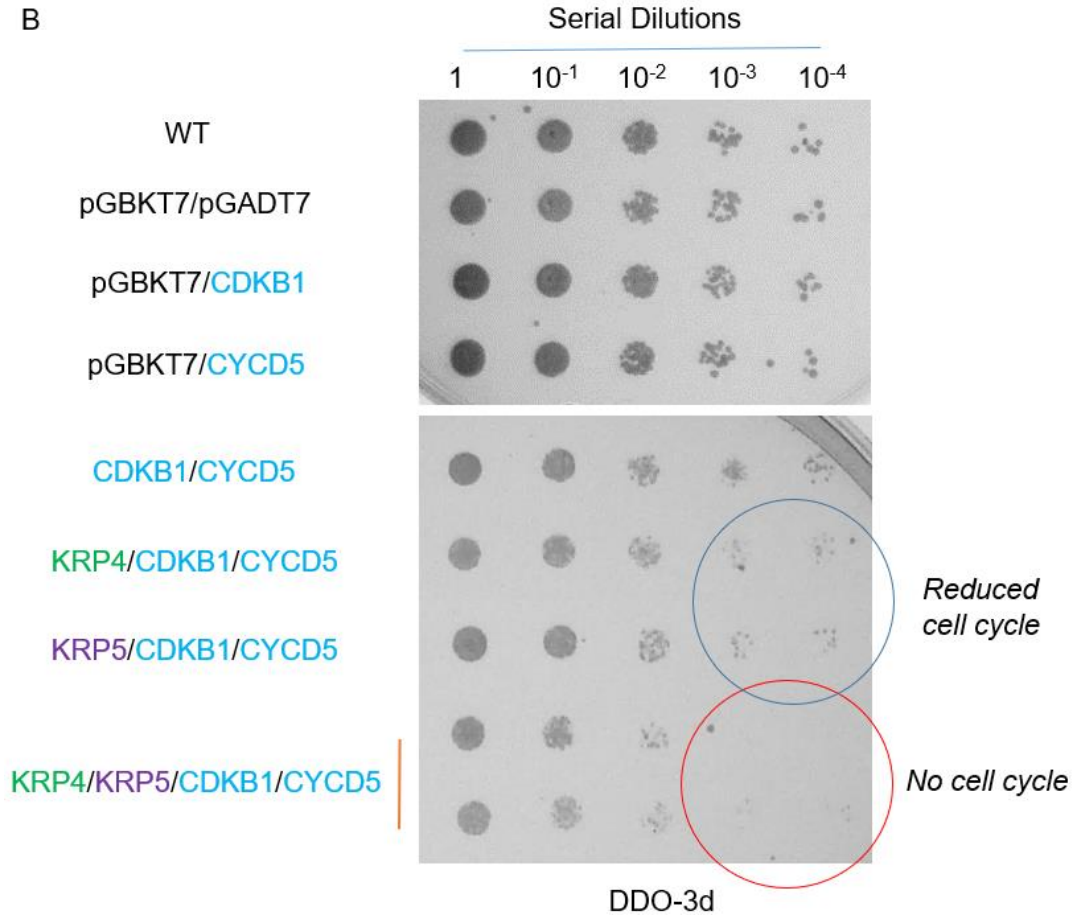 B
Serial Dilutions
1 10-1 10-2 10-3 10-4
WT
pGBKT7/pGADT7
pGBKT7/CDKB1
pGBKT7/CYCD5
CDKB1/CYCD5
KRP4/CDKB1/CYCD5
Reduced
cell cycle
KRP5/CDKB1/CYCD5
KRP4/KRP5/CDKB1/CYCD5
No cell cycle
DDO-3d